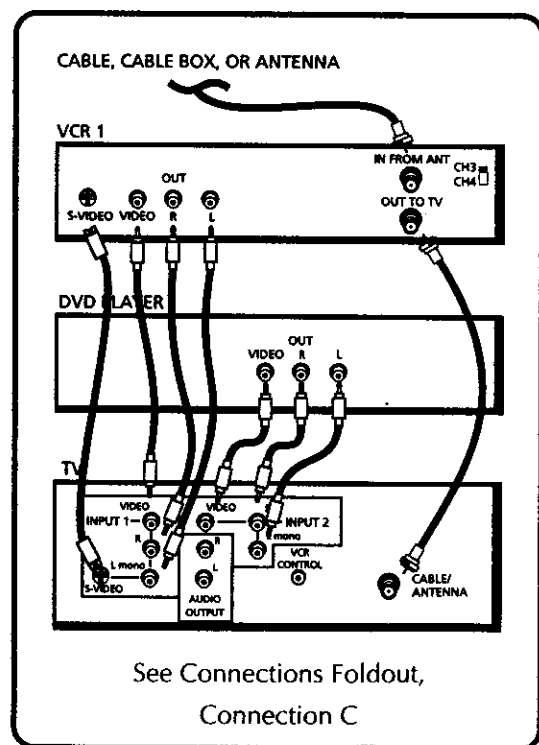 CABLE, CABLE BOX, OR ANTENNA
VCR 1
IN FROM ANT
CH3
CH4
OUT
S-VIDEO VIDEO R L
OUT TO TV
DVD PLAYER
OUT
VIDEO R L
TV
VIDEO VIDEO
INPUT 1 INPUT 2
R R mono
L mono VCR
CONTROL
S-VIDEO L
AUDIO
OUTPUT
CABLE/
ANTENNA
See Connections Foldout,
Connection C